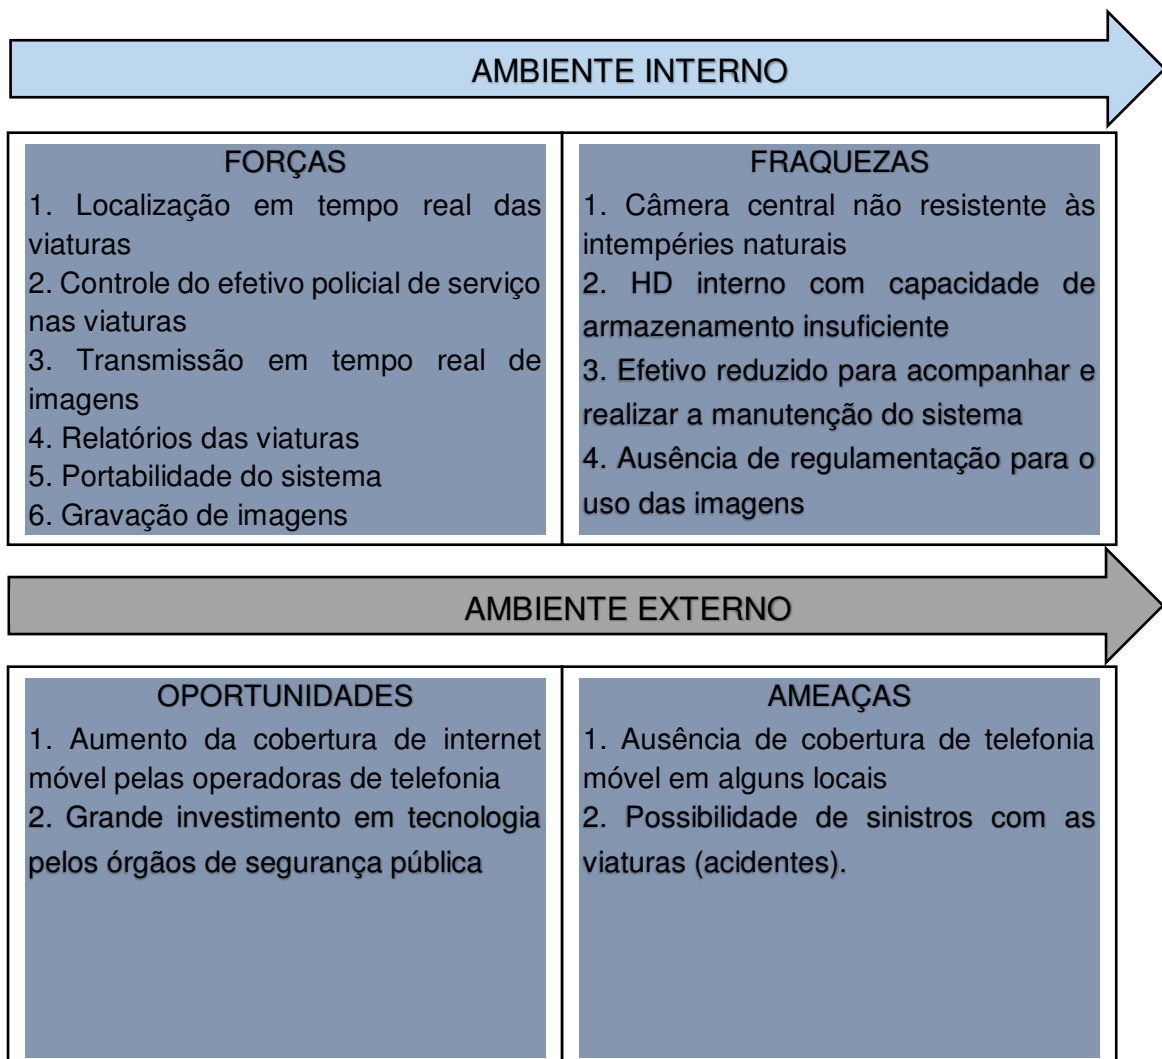 AMBIENTE INTERNO
FORÇAS
1. Localização em tempo real das
viaturas
2. Controle do efetivo policial de serviço
nas viaturas
3. Transmissão em tempo real de
imagens
4. Relatórios das viaturas
5. Portabilidade do sistema
6. Gravação de imagens
FRAQUEZAS
1. Câmera central não resistente às
intempéries naturais
2. HD interno com capacidade de
armazenamento insuficiente
3. Efetivo reduzido para acompanhar e
realizar a manutenção do sistema
4. Ausência de regulamentação para o
uso das imagens
AMBIENTE EXTERNO
OPORTUNIDADES
1. Aumento da cobertura de internet
móvel pelas operadoras de telefonia
2. Grande investimento em tecnologia
pelos órgãos de segurança pública
AMEAÇAS
1. Ausência de cobertura de telefonia
móvel em alguns locais
2. Possibilidade de sinistros com as
viaturas (acidentes).